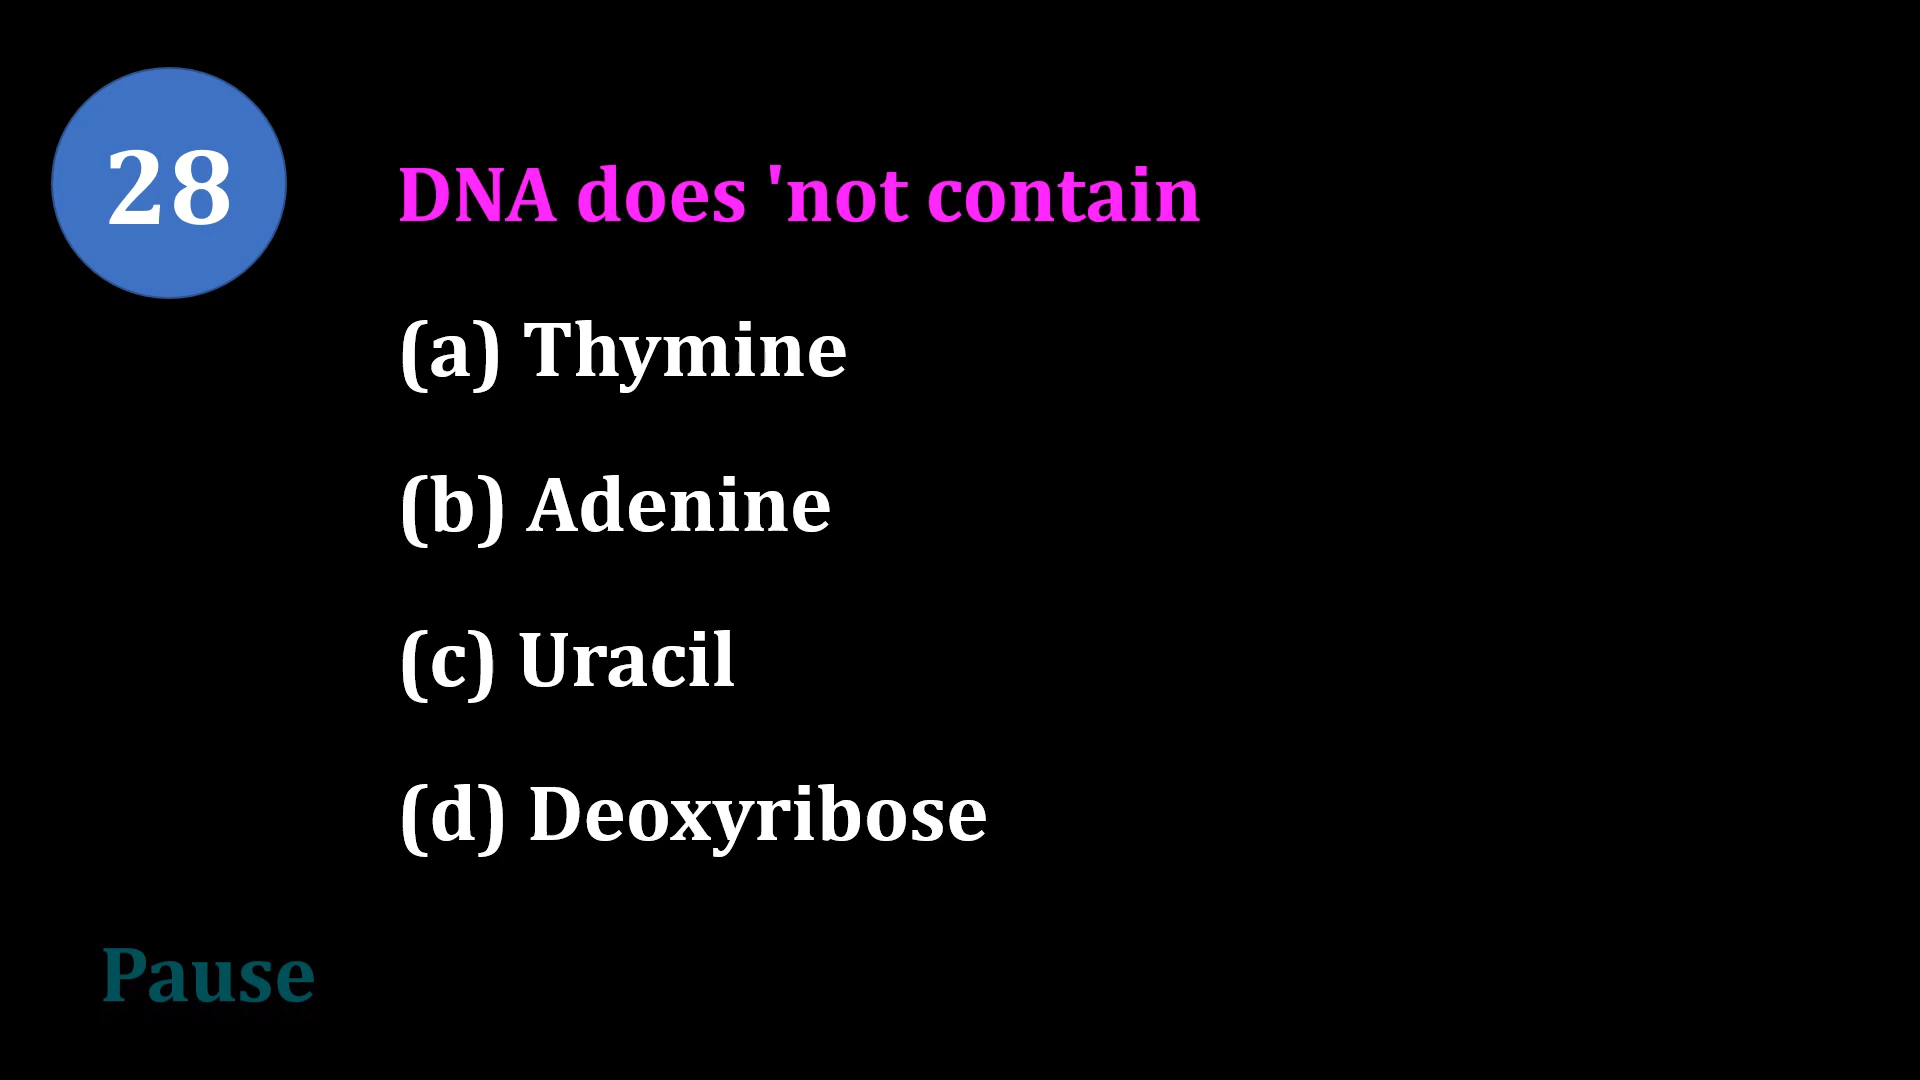 28
DNA does 'not contain
(a) Thymine
(b) Adenine
(c) Uracil
(d) Deoxyribose
Pause